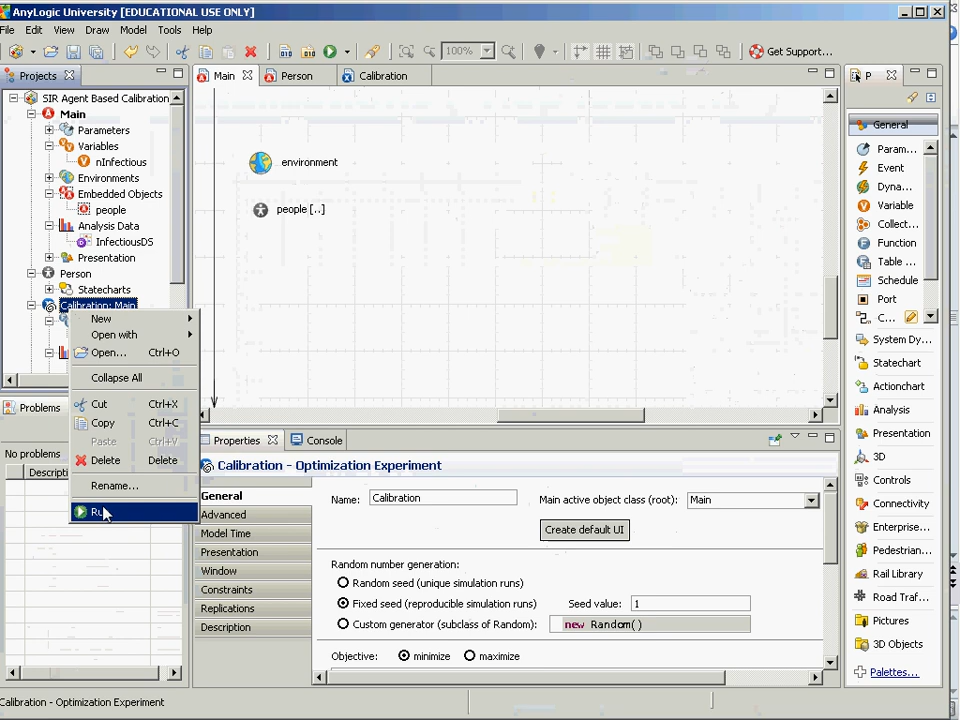 AnyLogic University [EDUCATIONAL USE ONLY]
File Edit View Draw Model Tools Help
100% Get Support...
Projects
Main Person Calibration
P
SIR Agent Based Calibration
Main
Parameters
Variables
nInfectious
Environments
Embedded Objects
people
Analysis Data
InfectiousDS
Presentation
Person
Statecharts
Calibration: Main
New
Open with
Open... Ctrl+O
Collapse All
Cut Ctrl+X
Copy Ctrl+C
Paste Ctrl+V
Delete Delete
Rename...
Run
environment
people [..]
General
Param...
Event
Dyna...
Variable
Collect...
Function
Table ...
Schedule
Port
C...
System Dy...
Statechart
Actionchart
Analysis
Presentation
3D
Controls
Connectivity
Enterprise...
Pedestrian...
Rail Library
Road Traf...
Pictures
3D Objects
Palettes...
Problems
No problems
Descripti
Properties Console
Calibration - Optimization Experiment
General
Advanced
Model Time
Presentation
Window
Constraints
Replications
Description
Name: Calibration Main active object class (root): Main
Create default UI
Random number generation:
Random seed (unique simulation runs)
Fixed seed (reproducible simulation runs) Seed value: 1
Custom generator (subclass of Random): new Random()
Objective: minimize maximize
Calibration - Optimization Experiment